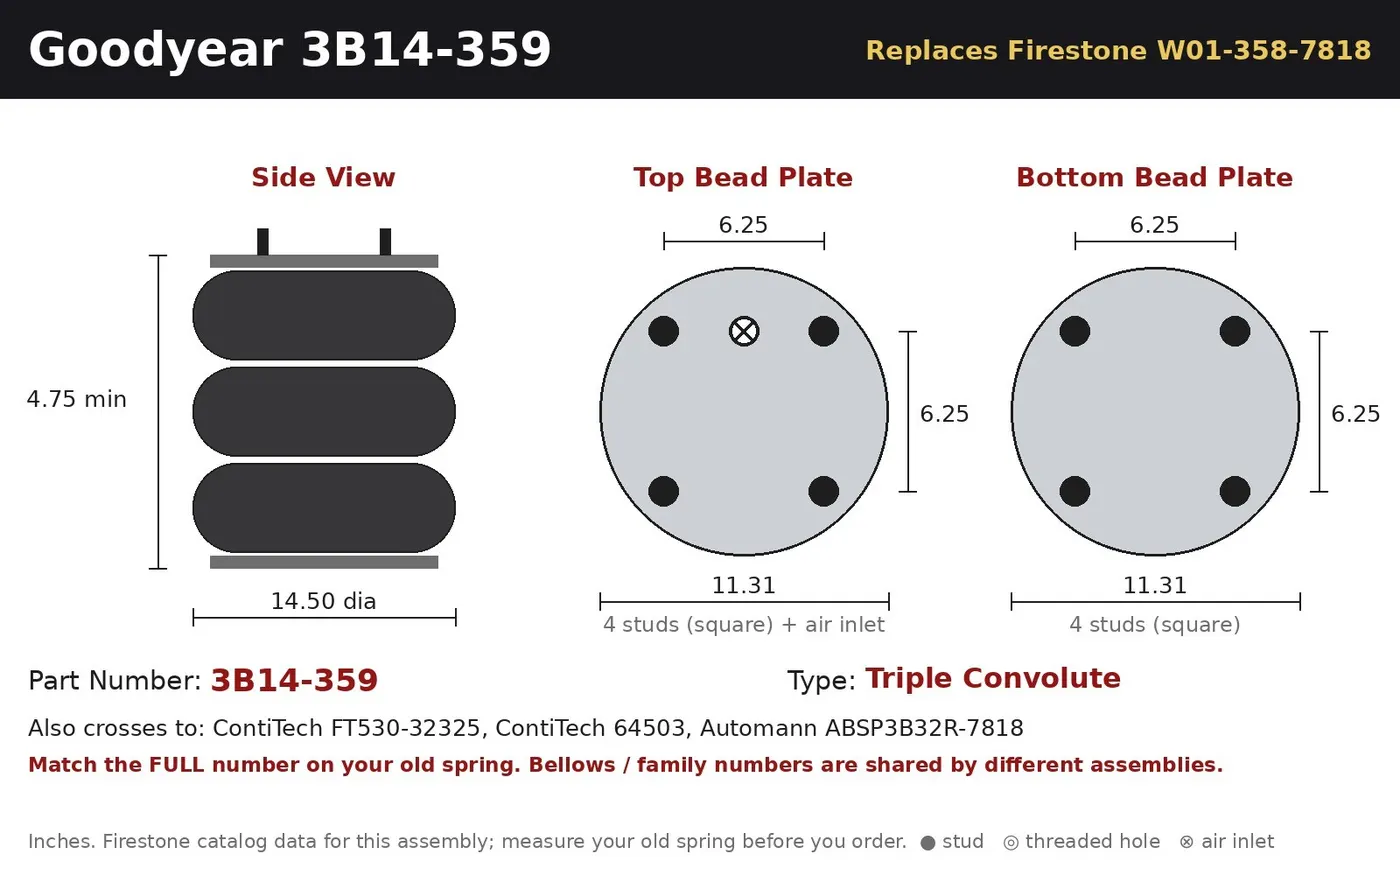 Goodyear 3B14-359
Replaces Firestone W01-358-7818
Side View
Top Bead Plate
Bottom Bead Plate
6.25
6.25
4.75 min
6.25
6.25
14.50 dia
11.31
11.31
4 studs (square) + air inlet
4 studs (square)
Part Number: 3B14-359
Type: Triple Convolute
Also crosses to: ContiTech FT530-32325, ContiTech 64503, Automann ABSP3B32R-7818
Match the FULL number on your old spring. Bellows / family numbers are shared by different assemblies.
Inches. Firestone catalog data for this assembly; measure your old spring before you order. ● stud ◎ threaded hole ⊗ air inlet